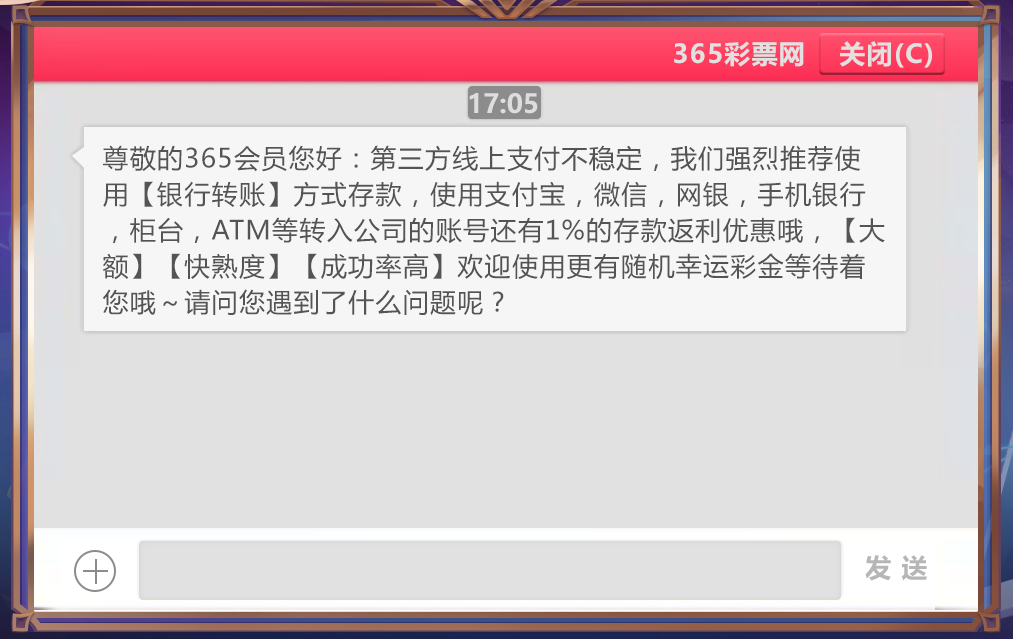 365彩票网 关闭(C)
17:05
尊敬的365会员您好：第三方线上支付不稳定，我们强烈推荐使
用【银行转账】方式存款，使用支付宝，微信，网银，手机银行
，柜台，ATM等转入公司的账号还有1%的存款返利优惠哦，【大
额】【快熟度】【成功率高】欢迎使用更有随机幸运彩金等待着
您哦～请问您遇到了什么问题呢？
发送